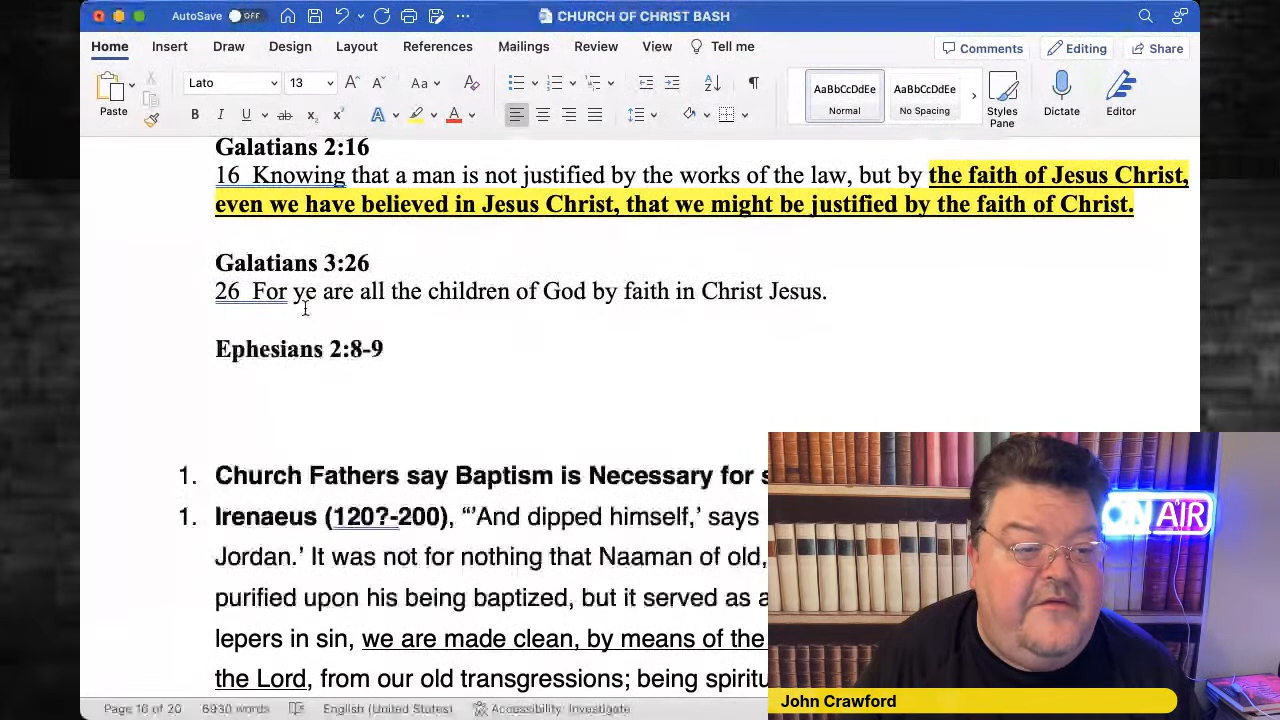 AutoSave OFF
CHURCH OF CHRIST BASH
Home Insert Draw Design Layout References Mailings Review View Tell me
Comments Editing Share
Paste
Lato 13
Aa
B I U ab x x A A
AaBbCcDdEe
Normal
AaBbCcDdEe
No Spacing
Styles
Pane
Dictate
Editor
Galatians 2:16
16 Knowing that a man is not justified by the works of the law, but by the faith of Jesus Christ,
even we have believed in Jesus Christ, that we might be justified by the faith of Christ.
Galatians 3:26
26 For ye are all the children of God by faith in Christ Jesus.
Ephesians 2:8-9
1. Church Fathers say Baptism is Necessary for s
1. Irenaeus (120?-200), “‘And dipped himself,’ says
Jordan.’ It was not for nothing that Naaman of old,
purified upon his being baptized, but it served as a
lepers in sin, we are made clean, by means of the
the Lord, from our old transgressions; being spiritu
Page 16 of 20 6930 words English (United States) Accessibility: Investigate
ON AIR
John Crawford